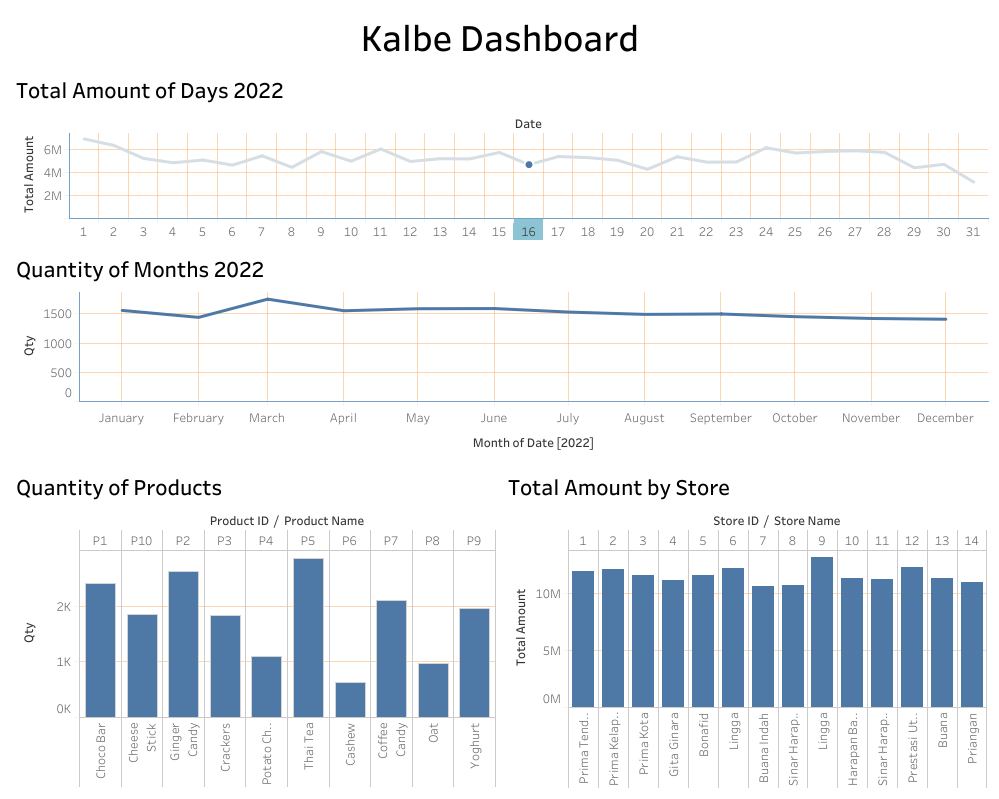 Kalbe Dashboard
Total Amount of Days 2022
Date
Total Amount
6M
4M
2M
1 2 3 4 5 6 7 8 9 10 11 12 13 14 15 16 17 18 19 20 21 22 23 24 25 26 27 28 29 30 31
Quantity of Months 2022
Qty
1500
1000
500
0
January February March April May June July August September October November December
Month of Date [2022]
Quantity of Products
Product ID / Product Name
P1 P10 P2 P3 P4 P5 P6 P7 P8 P9
Qty
2K
1K
0K
Choco Bar
Cheese
Stick
Ginger
Candy
Crackers
Potato Ch..
Thai Tea
Cashew
Coffee
Candy
Oat
Yoghurt
Total Amount by Store
Store ID / Store Name
1 2 3 4 5 6 7 8 9 10 11 12 13 14
Total Amount
10M
5M
0M
Prima Tend..
Prima Kelap..
Prima Kota
Gita Ginara
Bonafid
Lingga
Buana Indah
Sinar Harap..
Lingga
Harapan Ba..
Sinar Harap..
Prestasi Ut..
Buana
Priangan